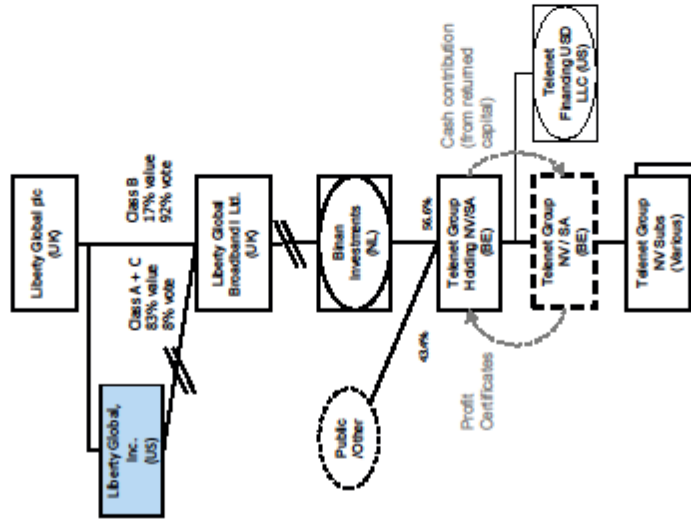 Liberty Global plc
(UK)
Liberty Global,
Inc.
(US)
Class A + C
83% value
8% vote
Class B
17% value
92% vote
Liberty Global
Broadband I Ltd.
(UK)
Binan
Investments
(NL)
Public
/Other
43.4%
56.6%
Telenet Group
Holding NV/SA
(BE)
Cash contribution
(from returned
capital)
Profit
Certificates
Telenet
Financing USD
LLC (US)
Telenet Group
NV / SA
(BE)
Telenet Group
NV Subs
(Various)